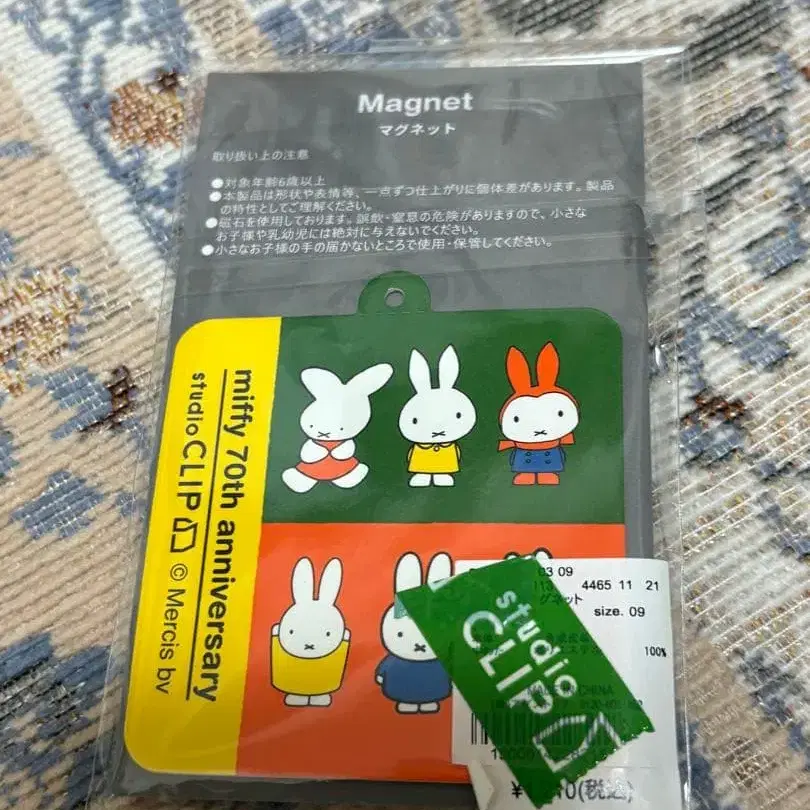 Magnet
マグネット
取り扱い上の注意
●対象年齢6歳以上
●本製品は形状や表情等、一点ずつ仕上がりに個体差があります。製品
の特性としてご理解ください。
●磁石を使用しております。誤飲・窒息の危険がありますので、小さな
お子様や乳幼児には絶対に与えないでください。
●小さなお子様の手の届かないところで使用・保管してください。
miffy 70th anniversary
studio CLIP © Mercis bv
03 09
4465 11 21
グネット
size. 09
100%
MADE IN CHINA
studio
CLIP
(税込)